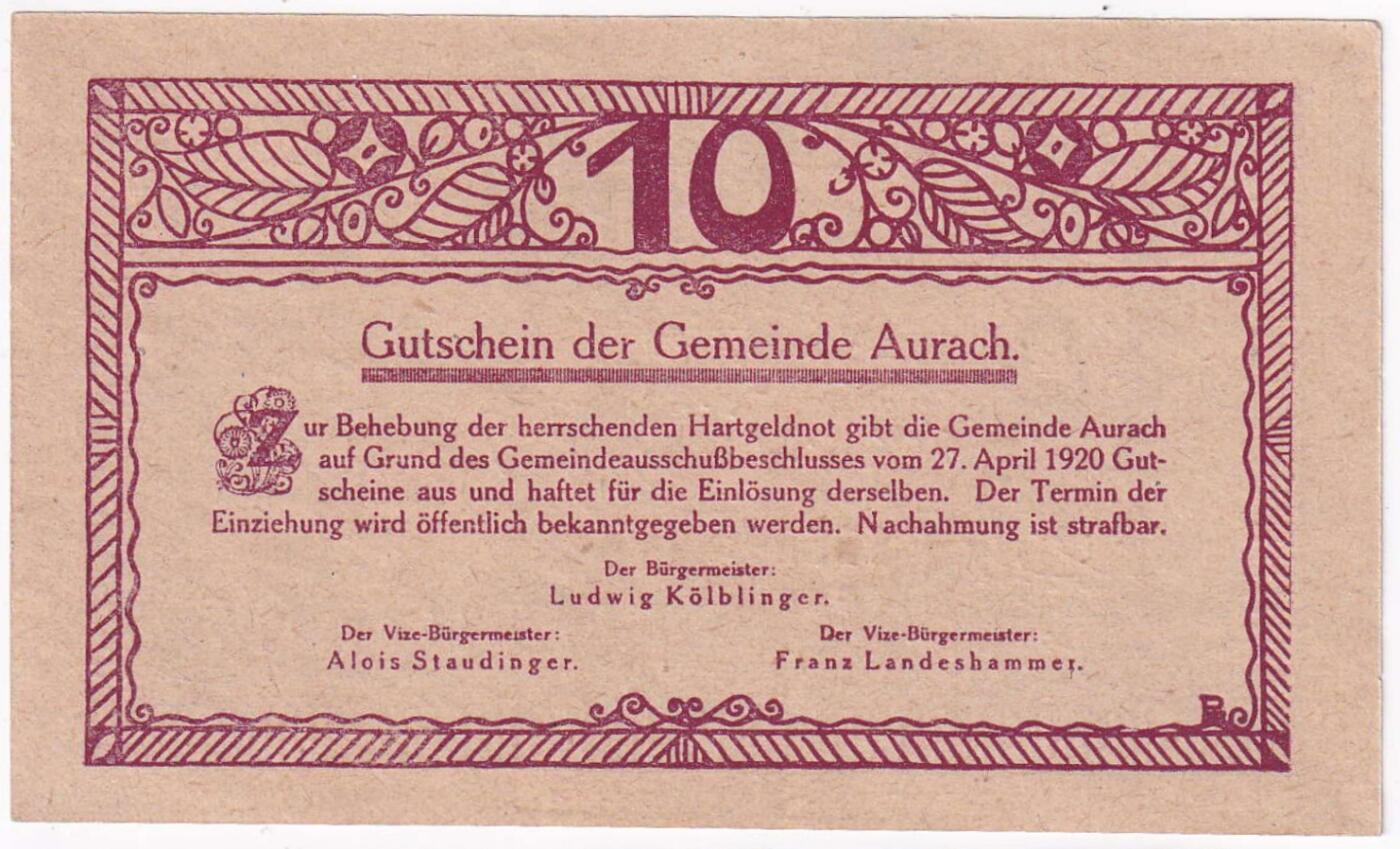 10
Gutschein der Gemeinde Aurach.
Zur Behebung der herrschenden Hartgeldnot gibt die Gemeinde Aurach
auf Grund des Gemeindeausschußbeschlusses vom 27. April 1920 Gut-
scheine aus und haftet für die Einlösung derselben. Der Termin der
Einziehung wird öffentlich bekanntgegeben werden. Nachahmung ist strafbar.
Der Bürgermeister:
Ludwig Kölblinger.
Der Vize-Bürgermeister:
Alois Staudinger.
Der Vize-Bürgermeister:
Franz Landeshammer.